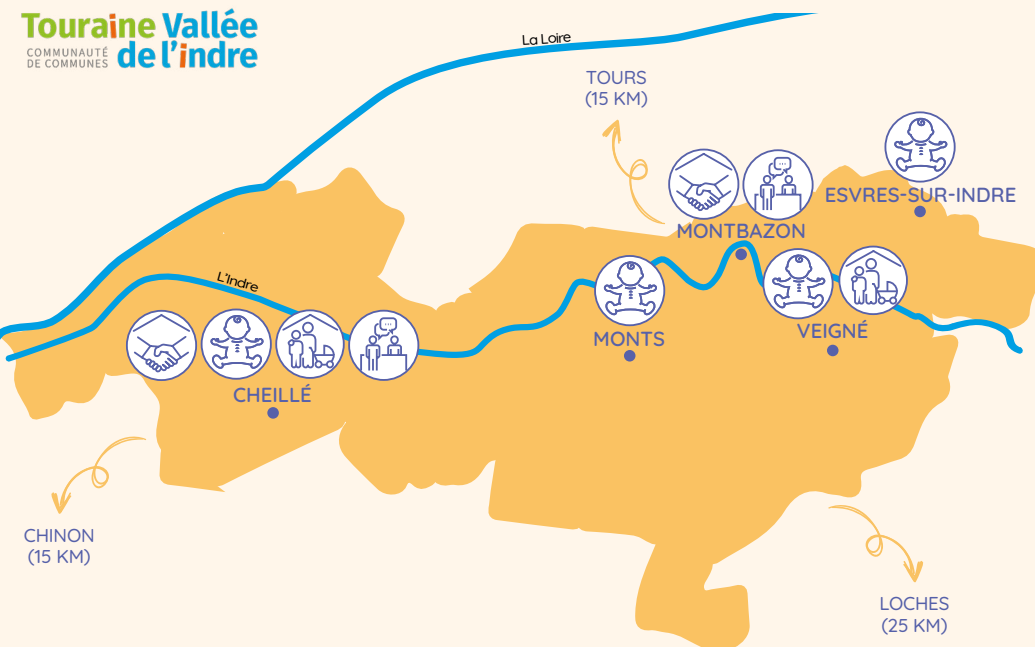 Touraine Vallée
COMMUNAUTÉ
DE COMMUNES
de l'indre
La Loire
TOURS
(15 KM)
ESVRES-SUR-INDRE
MONTBAZON
L'Indre
MONTS
VEIGNÉ
CHEILLÉ
CHINON
(15 KM)
LOCHES
(25 KM)